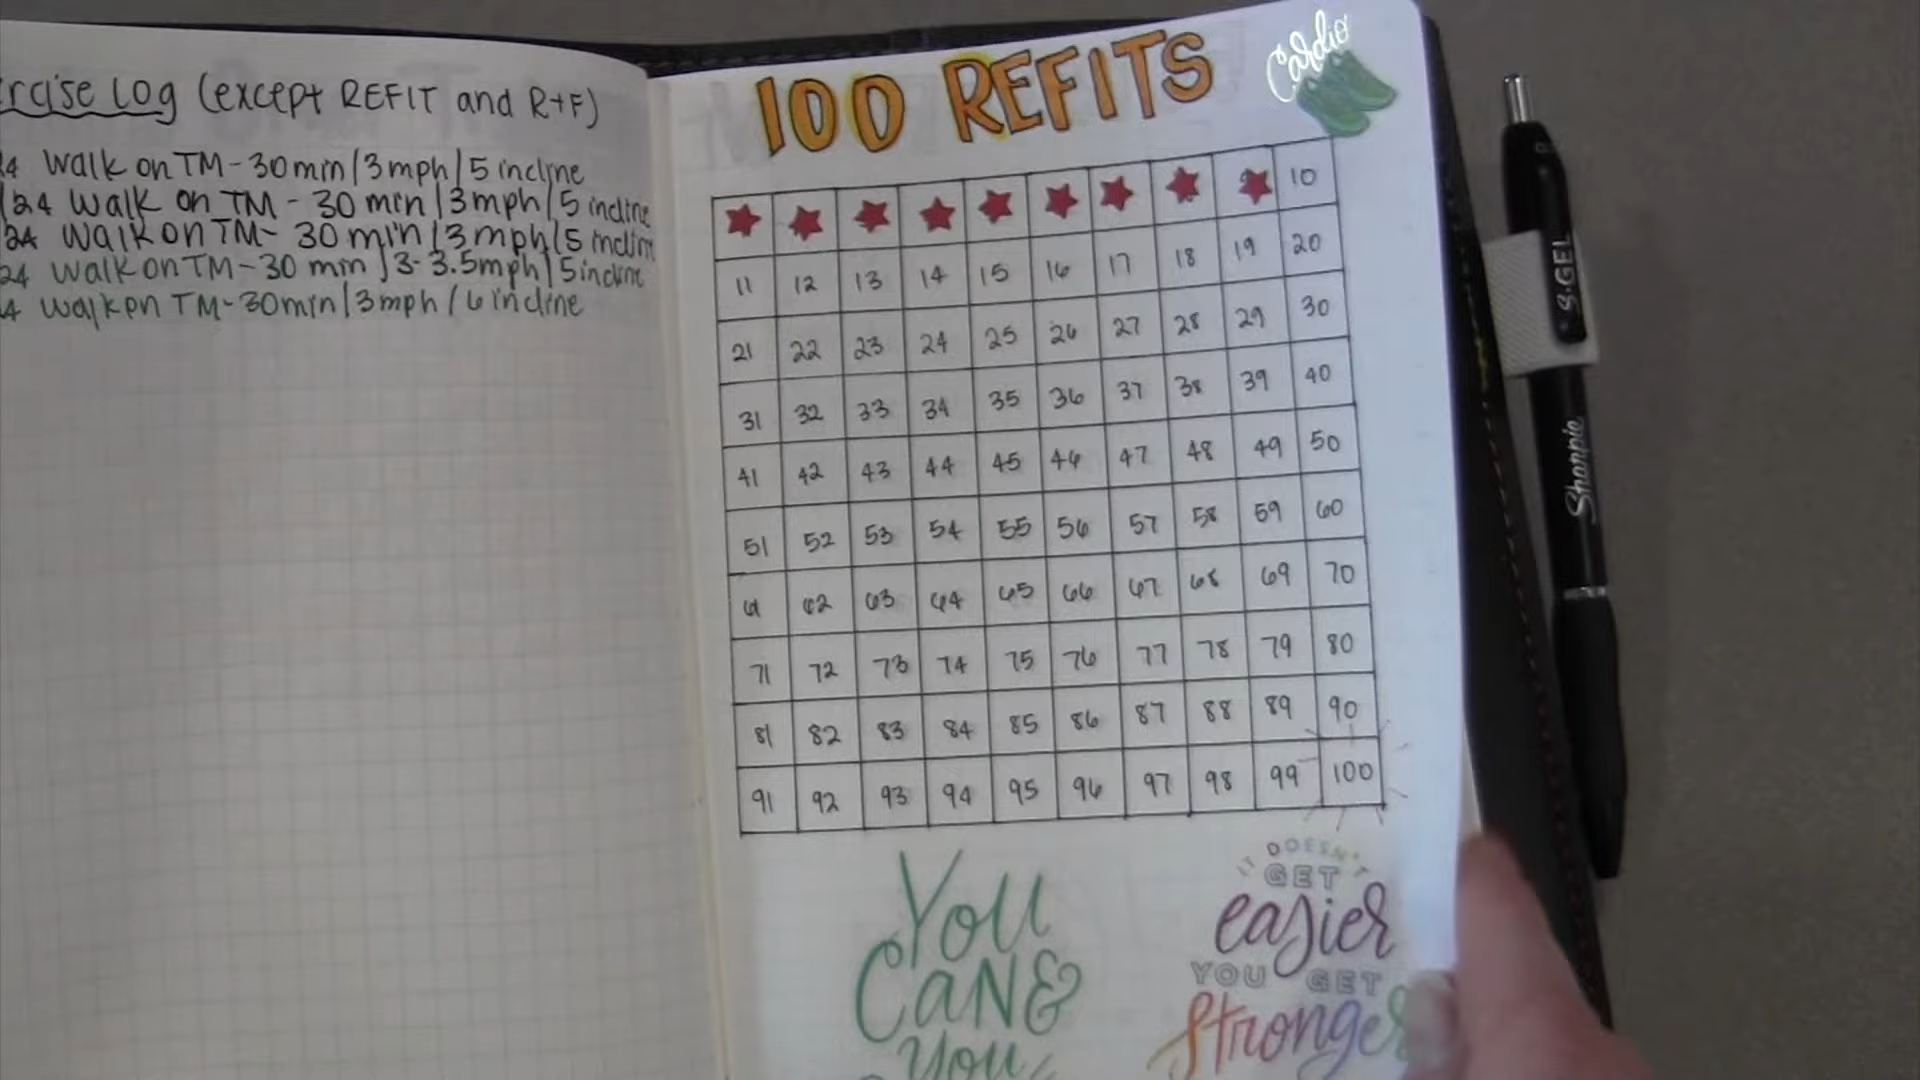 rcise Log (except REFIT and R+F)
24 Walk on TM - 30 min / 3 mph / 5 incline
/24 Walk on TM - 30 min / 3 mph / 5 incline
24 Walk on TM - 30 min / 3 mph / 5 incline
24 Walk on TM - 30 min / 3-3.5 mph / 5 incline
4 Walk on TM - 30 min / 3 mph / 6 incline
100 REFITS
Cardio
10
11 12 13 14 15 16 17 18 19 20
21 22 23 24 25 26 27 28 29 30
31 32 33 34 35 36 37 38 39 40
41 42 43 44 45 46 47 48 49 50
51 52 53 54 55 56 57 58 59 60
61 62 63 64 65 66 67 68 69 70
71 72 73 74 75 76 77 78 79 80
81 82 83 84 85 86 87 88 89 90
91 92 93 94 95 96 97 98 99 100
You
CAN &
You
IT DOESN'T
GET
easier
YOU GET
stronger
S·GEL
Sharpie